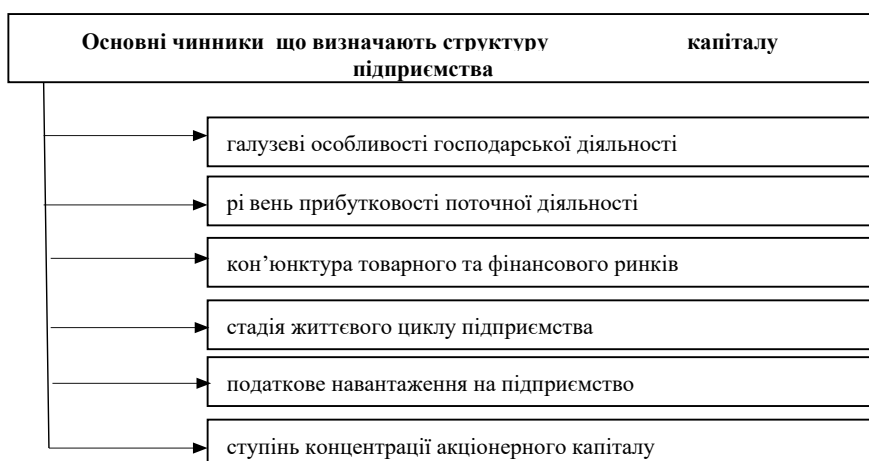 Основні чинники що визначають структуру капіталу
підприємства
галузеві особливості господарської діяльності
рі вень прибутковості поточної діяльності
кон’юнктура товарного та фінансового ринків
стадія життєвого циклу підприємства
податкове навантаження на підприємство
ступінь концентрації акціонерного капіталу